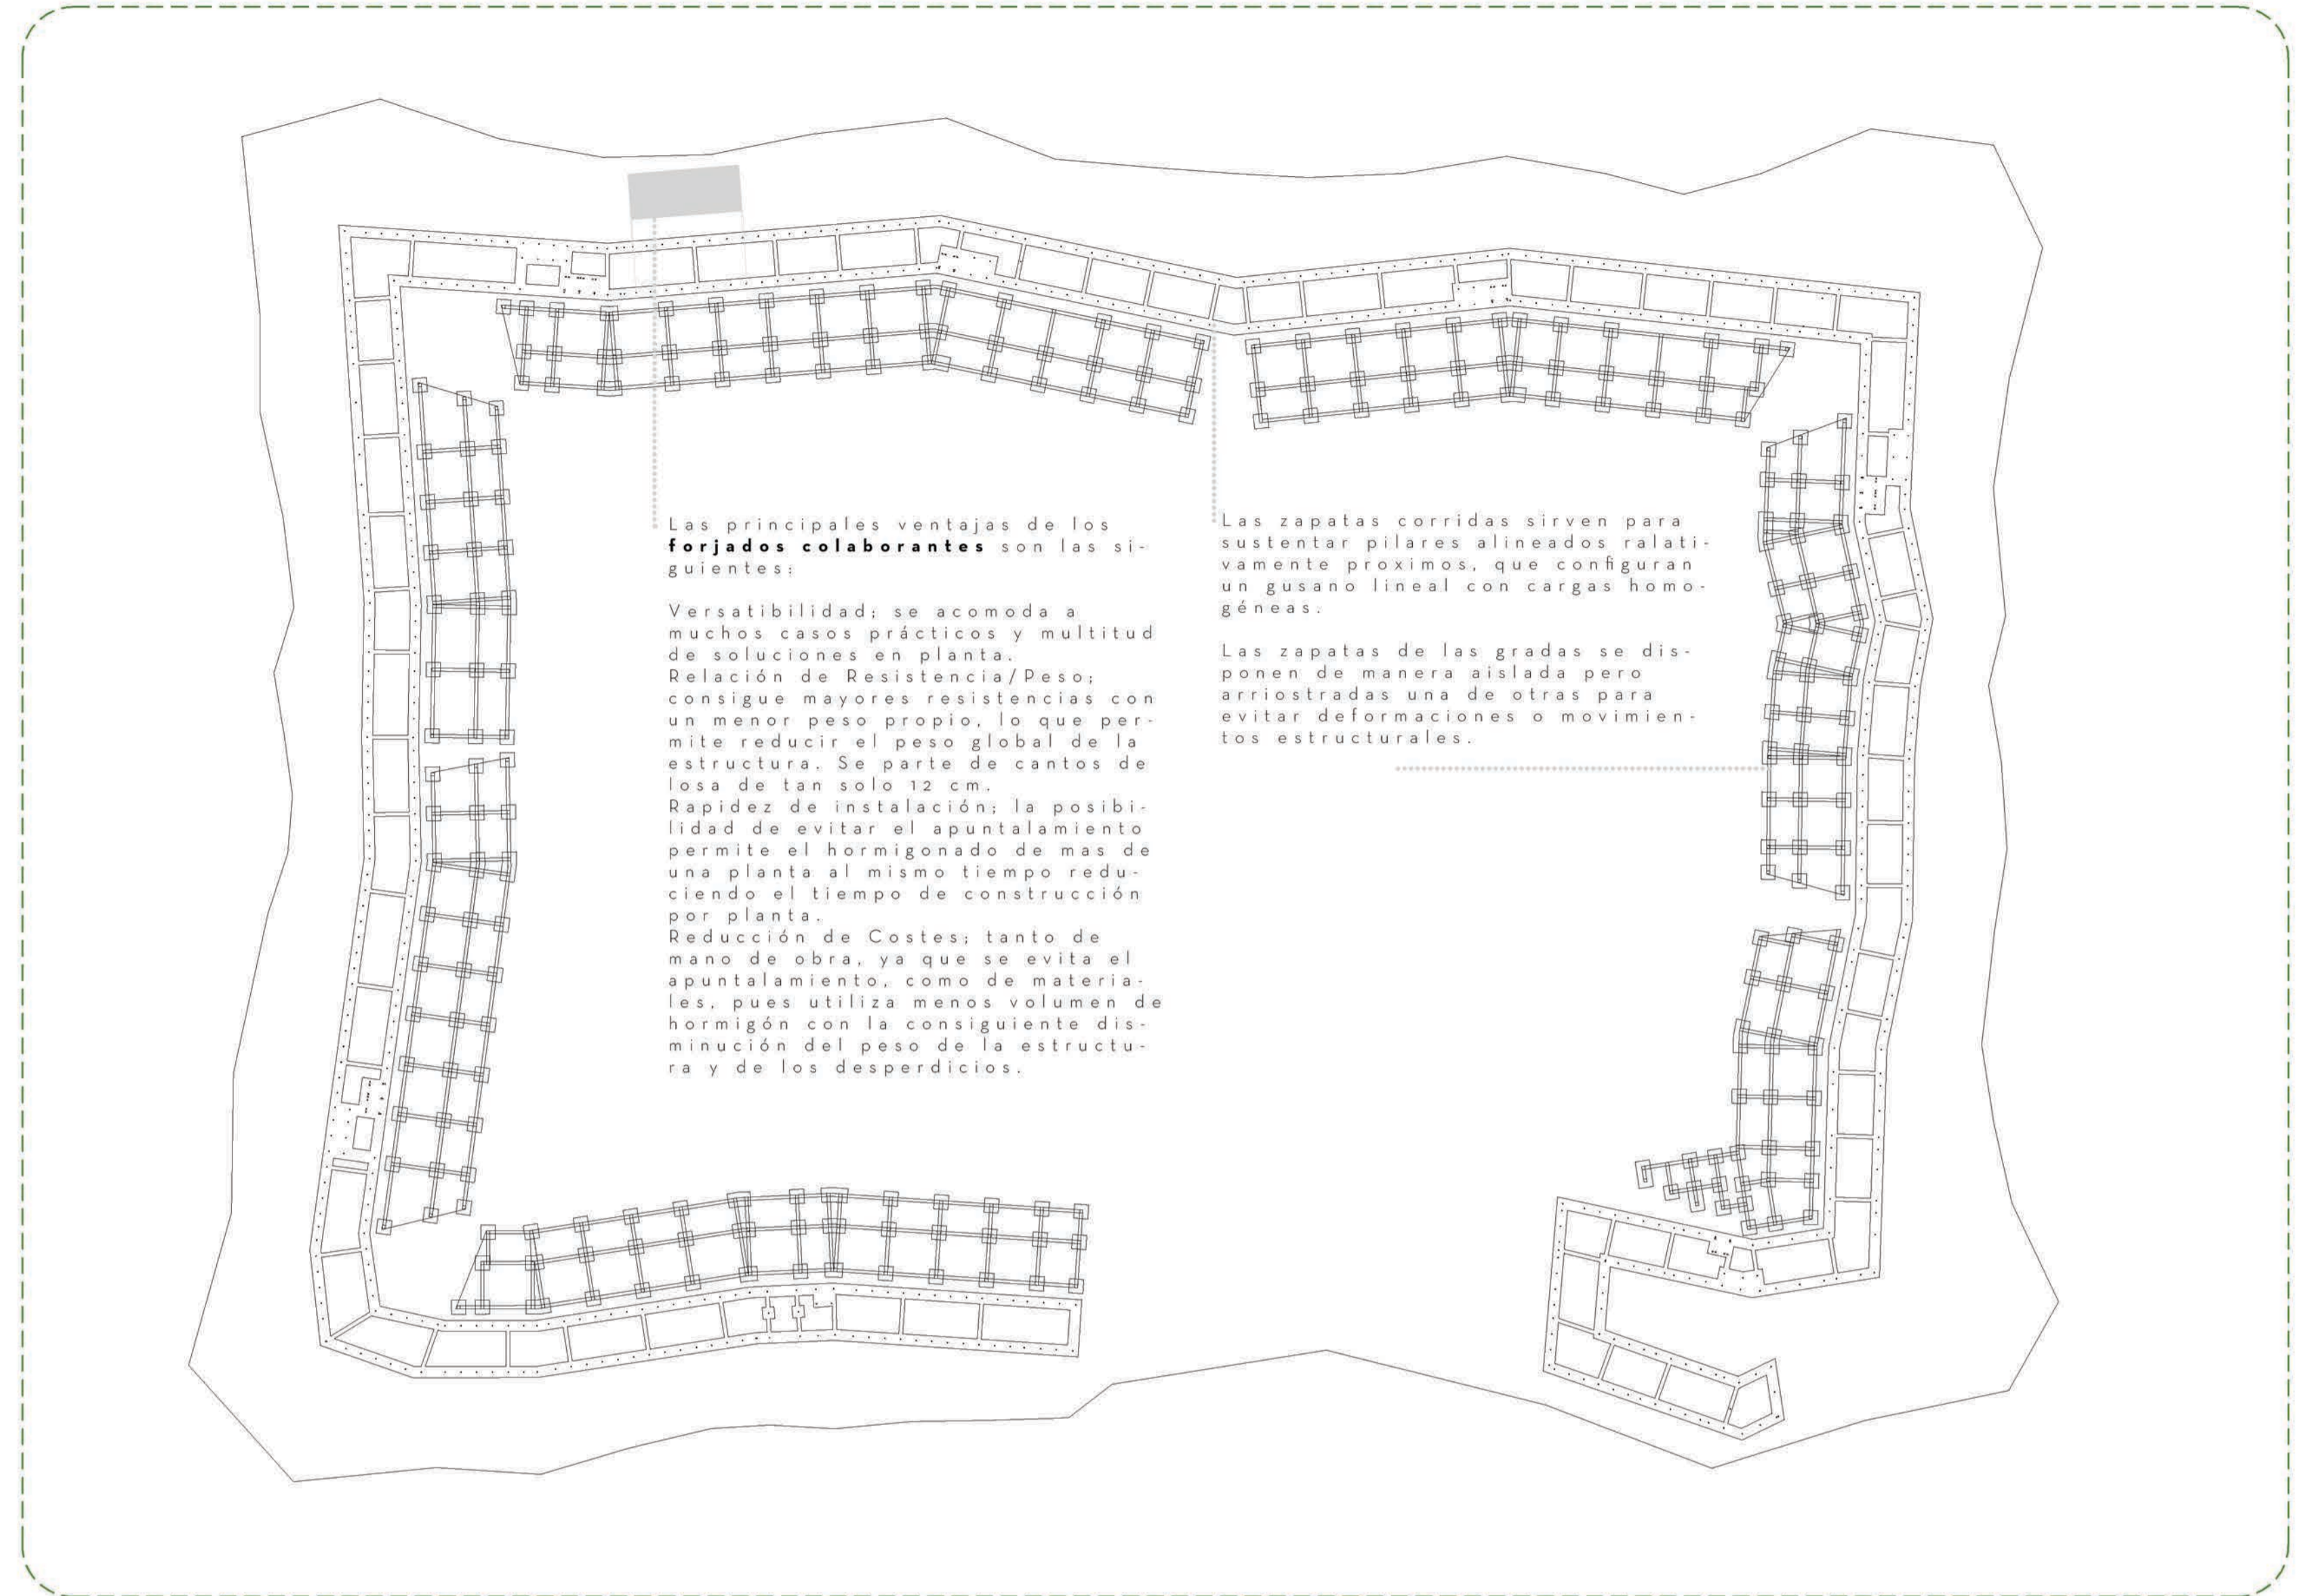 Las principales ventajas de los
forjados colaborantes son las si-
guientes:
Versatibilidad; se acomoda a
muchos casos prácticos y multitud
de soluciones en planta.
Relación de Resistencia/Peso;
consigue mayores resistencias con
un menor peso propio, lo que per-
mite reducir el peso global de la
estructura. Se parte de cantos de
losa de tan solo 12 cm.
Rapidez de instalación; la posibi-
lidad de evitar el apuntalamiento
permite el hormigonado de mas de
una planta al mismo tiempo redu-
ciendo el tiempo de construcción
por planta.
Reducción de Costes; tanto de
mano de obra, ya que se evita el
apuntalamiento, como de materia-
les, pues utiliza menos volumen de
hormigón con la consiguiente dis-
minución del peso de la estructu-
ra y de los desperdicios.
Las zapatas corridas sirven para
sustentar pilares alineados ralati-
vamente proximos, que configuran
un gusano lineal con cargas homo-
géneas.
Las zapatas de las gradas se dis-
ponen de manera aislada pero
arriostradas una de otras para
evitar deformaciones o movimien-
tos estructurales.